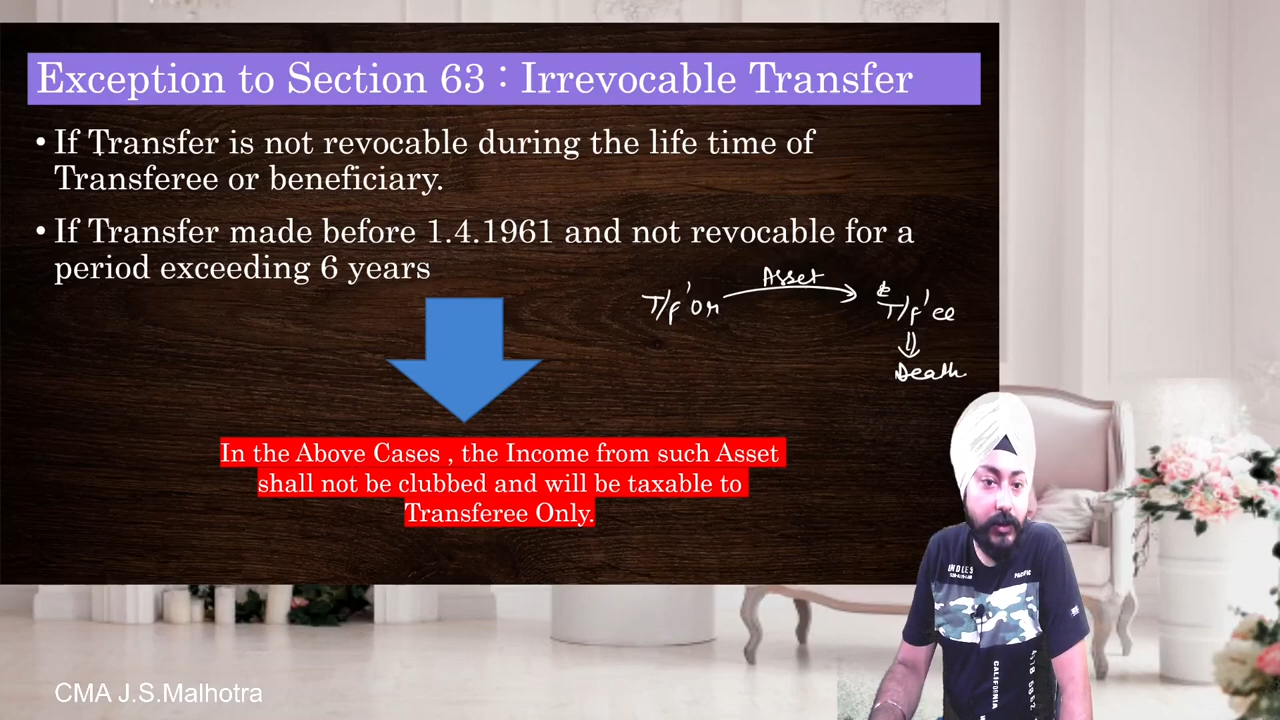 Exception to Section 63 : Irrevocable Transfer
• If Transfer is not revocable during the life time of
Transferee or beneficiary.
• If Transfer made before 1.4.1961 and not revocable for a
period exceeding 6 years
Asset
T/f'or
T/f'ee
Death
In the Above Cases , the Income from such Asset
shall not be clubbed and will be taxable to
Transferee Only.
PACIFIC
CALIFORNIA
CMA J.S.Malhotra